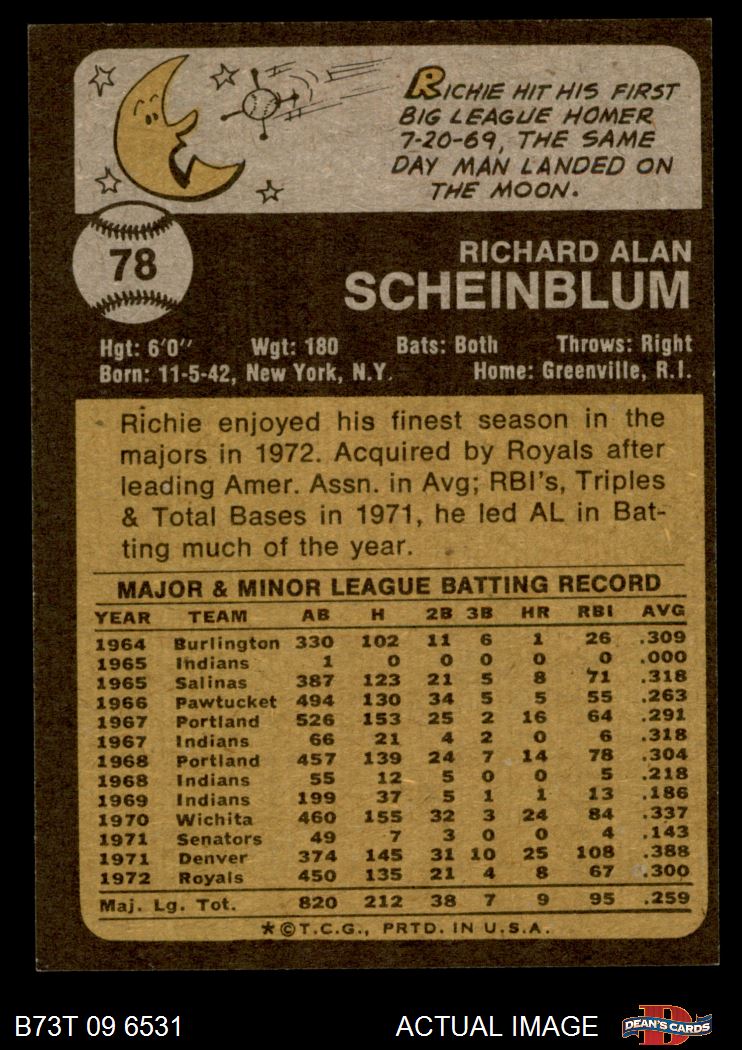 RICHIE HIT HIS FIRST
BIG LEAGUE HOMER
7-20-69, THE SAME
DAY MAN LANDED ON
THE MOON.
78
RICHARD ALAN
SCHEINBLUM
Hgt: 6'0" Wgt: 180 Bats: Both Throws: Right
Born: 11-5-42, New York, N.Y. Home: Greenville, R.I.
Richie enjoyed his finest season in the
majors in 1972. Acquired by Royals after
leading Amer. Assn. in Avg; RBI's, Triples
& Total Bases in 1971, he led AL in Bat-
ting much of the year.
MAJOR & MINOR LEAGUE BATTING RECORD
YEAR TEAM AB H 2B 3B HR RBI AVG
1964 Burlington 330 102 11 6 1 26 .309
1965 Indians 1 0 0 0 0 0 .000
1965 Salinas 387 123 21 5 8 71 .318
1966 Pawtucket 494 130 34 5 5 55 .263
1967 Portland 526 153 25 2 16 64 .291
1967 Indians 66 21 4 2 0 6 .318
1968 Portland 457 139 24 7 14 78 .304
1968 Indians 55 12 5 0 0 5 .218
1969 Indians 199 37 5 1 1 13 .186
1970 Wichita 460 155 32 3 24 84 .337
1971 Senators 49 7 3 0 0 4 .143
1971 Denver 374 145 31 10 25 108 .388
1972 Royals 450 135 21 4 8 67 .300
Maj. Lg. Tot. 820 212 38 7 9 95 .259
*©T.C.G., PRTD. IN U.S.A.
B73T 09 6531 ACTUAL IMAGE D DEAN'S CARDS